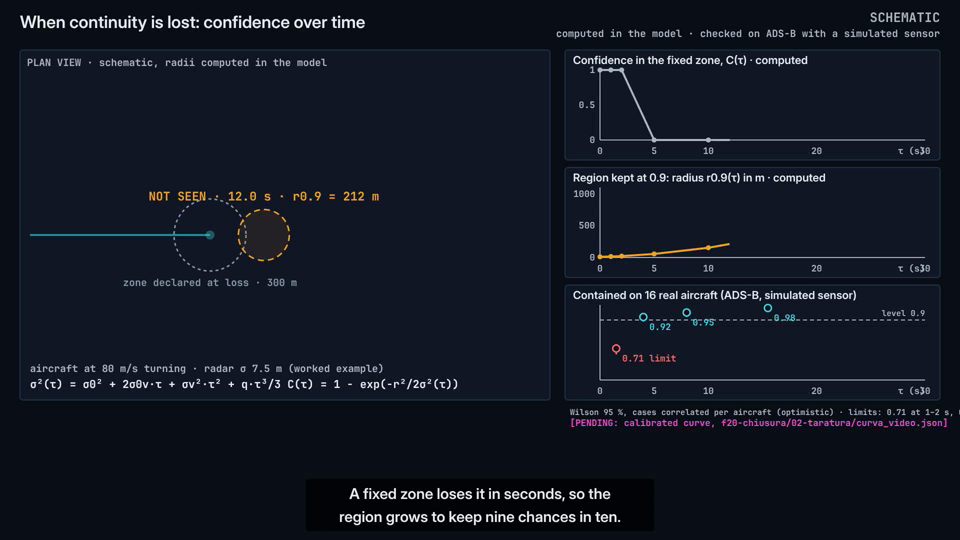 When continuity is lost: confidence over time
SCHEMATIC
computed in the model · checked on ADS-B with a simulated sensor
PLAN VIEW · schematic, radii computed in the model
NOT SEEN · 12.0 s · r0.9 = 212 m
zone declared at loss · 300 m
aircraft at 80 m/s turning · radar σ 7.5 m (worked example)
σ²(τ) = σ0² + 2σ0v·τ + σv²·τ² + q·τ³/3 C(τ) = 1 - exp(-r²/2σ²(τ))
Confidence in the fixed zone, C(τ) · computed
1
0.5
0
0 5 10 20 τ (s) 30
Region kept at 0.9: radius r0.9(τ) in m · computed
1000
500
0
0 5 10 20 τ (s) 30
Contained on 16 real aircraft (ADS-B, simulated sensor)
level 0.9
0.92 0.95 0.98
0.71 limit
0 5 10 20 τ (s) 30
Wilson 95 %, cases correlated per aircraft (optimistic) · limits: 0.71 at 1-2 s,
[PENDING: calibrated curve, f20-chiusura/02-taratura/curva_video.json]
A fixed zone loses it in seconds, so the
region grows to keep nine chances in ten.